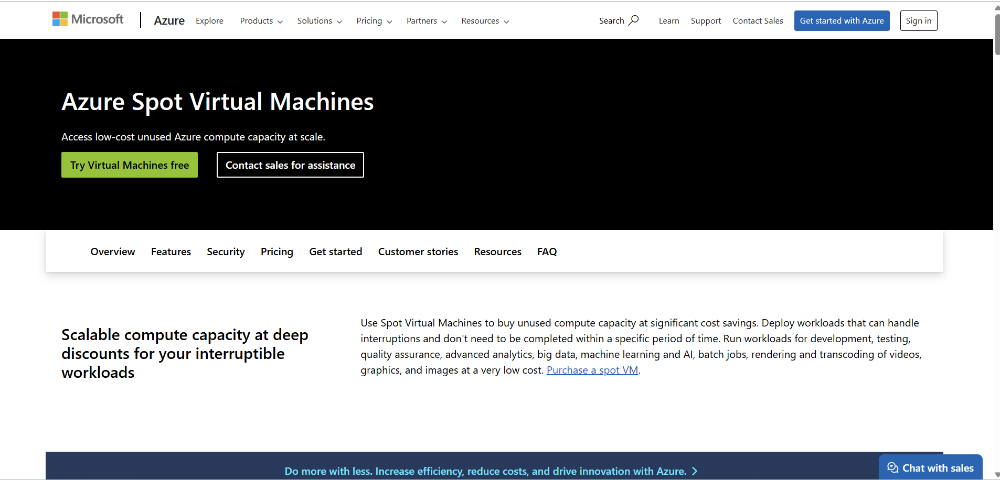 Microsoft Azure Explore Products Solutions Pricing Partners Resources Search Learn Support Contact Sales Get started with Azure Sign in
Azure Spot Virtual Machines
Access low-cost unused Azure compute capacity at scale.
Try Virtual Machines free Contact sales for assistance
Overview Features Security Pricing Get started Customer stories Resources FAQ
Scalable compute capacity at deep
discounts for your interruptible
workloads
Use Spot Virtual Machines to buy unused compute capacity at significant cost savings. Deploy workloads that can handle
interruptions and don't need to be completed within a specific period of time. Run workloads for development, testing,
quality assurance, advanced analytics, big data, machine learning and AI, batch jobs, rendering and transcoding of videos,
graphics, and images at a very low cost. Purchase a spot VM.
Do more with less. Increase efficiency, reduce costs, and drive innovation with Azure.
Chat with sales